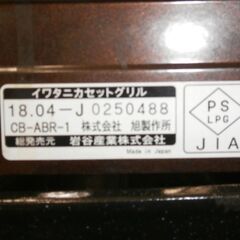 イワタニカセットグリル
18.04-J 0250488
CB-ABR-1 株式会社 旭製作所
総発売元 岩谷産業株式会社
Made in Japan
PS
LPG
JIA